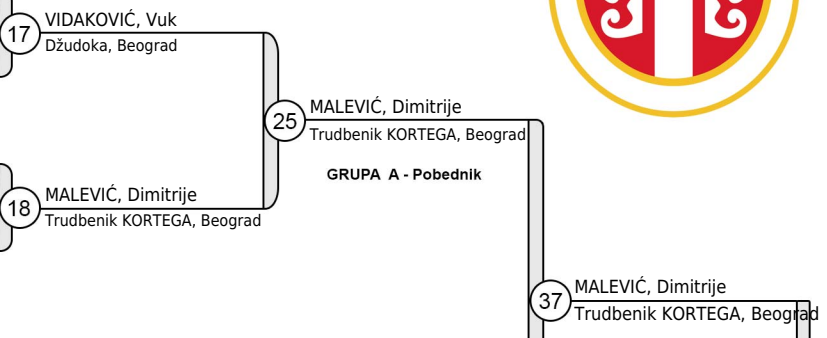 17
VIDAKOVIĆ, Vuk
Džudoka, Beograd
25
MALEVIĆ, Dimitrije
Trudbenik KORTEGA, Beograd
GRUPA A - Pobednik
18
MALEVIĆ, Dimitrije
Trudbenik KORTEGA, Beograd
37
MALEVIĆ, Dimitrije
Trudbenik KORTEGA, Beograd